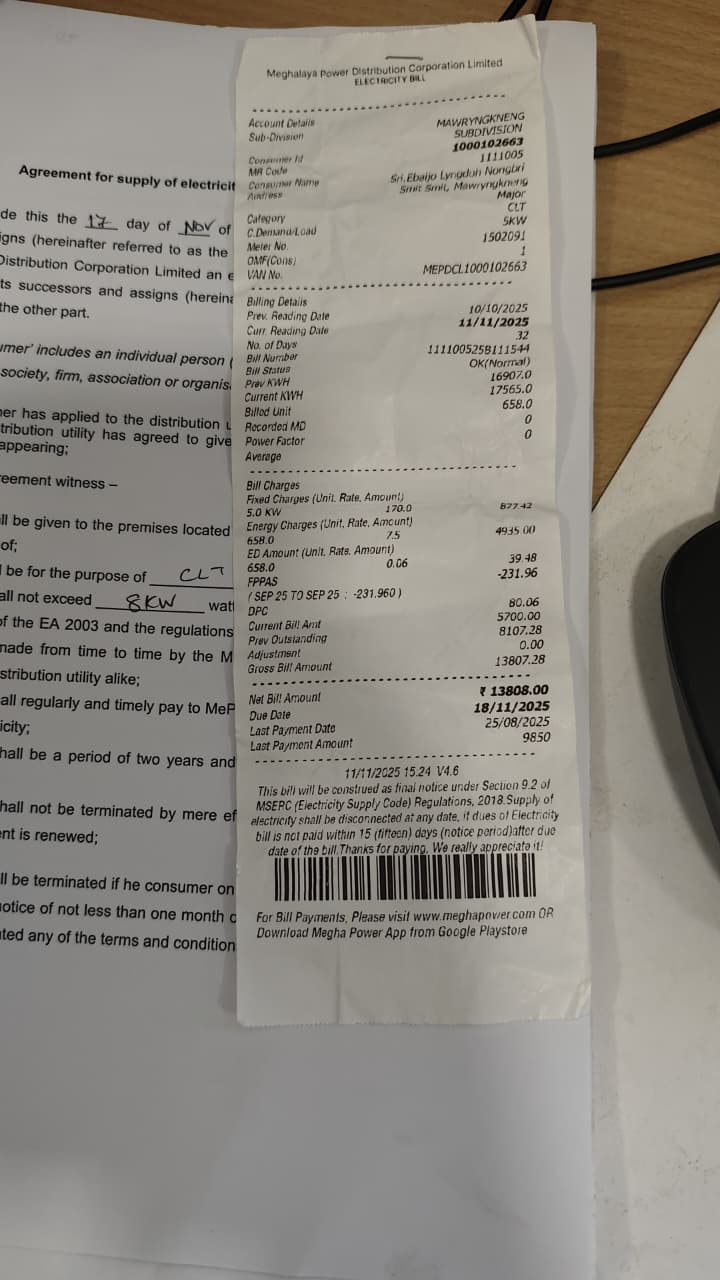 Agreement for supply of electricit
de this the 17 day of Nov of
igns (hereinafter referred to as the
Distribution Corporation Limited an e
ts successors and assigns (hereina
the other part.
umer' includes an individual person (
society, firm, association or organis
ner has applied to the distribution u
tribution utility has agreed to give
appearing;
reement witness –
ll be given to the premises located
of;
l be for the purpose of CLT
all not exceed 8KW wat
of the EA 2003 and the regulations
made from time to time by the M
stribution utility alike;
all regularly and timely pay to MeP
icity;
hall be a period of two years and
hall not be terminated by mere ef
ent is renewed;
ll be terminated if he consumer on
notice of not less than one month o
ated any of the terms and condition
Meghalaya Power Distribution Corporation Limited
ELECTRICITY BILL
Account Details
Sub-Division MAWRYNGKNENG
SUBDIVISION
Consumer Id 1000102663
MR Code 1111005
Consumer Name Sri.Ebaijo Lyngdoh Nongbri
Address Smit Smit, Mawryngkneng
Major
Category CLT
C.Demand/Load 5KW
Meter No. 1502091
OMF(Cons) 1
VAN No. MEPDCL1000102663
Billing Details
Prev. Reading Date 10/10/2025
Curr. Reading Date 11/11/2025
No. of Days 32
Bill Number 111100525B111544
Bill Status OK(Normal)
Prev KWH 16907.0
Current KWH 17565.0
Billed Unit 658.0
Recorded MD 0
Power Factor 0
Average
Bill Charges
Fixed Charges (Unit, Rate, Amount)
5.0 KW 170.0 877.42
Energy Charges (Unit, Rate, Amount)
658.0 7.5 4935.00
ED Amount (Unit, Rate, Amount)
658.0 0.06 39.48
FPPAS -231.96
( SEP 25 TO SEP 25 : -231.960 )
DPC 80.06
Current Bill Amt 5700.00
Prev Outstanding 8107.28
Adjustment 0.00
Gross Bill Amount 13807.28
Net Bill Amount ₹ 13808.00
Due Date 18/11/2025
Last Payment Date 25/08/2025
Last Payment Amount 9850
11/11/2025 15:24 V4.6
This bill will be construed as final notice under Section 9.2 of
MSERC (Electricity Supply Code) Regulations, 2018.Supply of
electricity shall be disconnected at any date, if dues of Electricity
bill is not paid within 15 (fifteen) days (notice period)after due
date of the bill.Thanks for paying. We really appreciate it!
For Bill Payments, Please visit www.meghapower.com OR
Download Megha Power App from Google Playstore